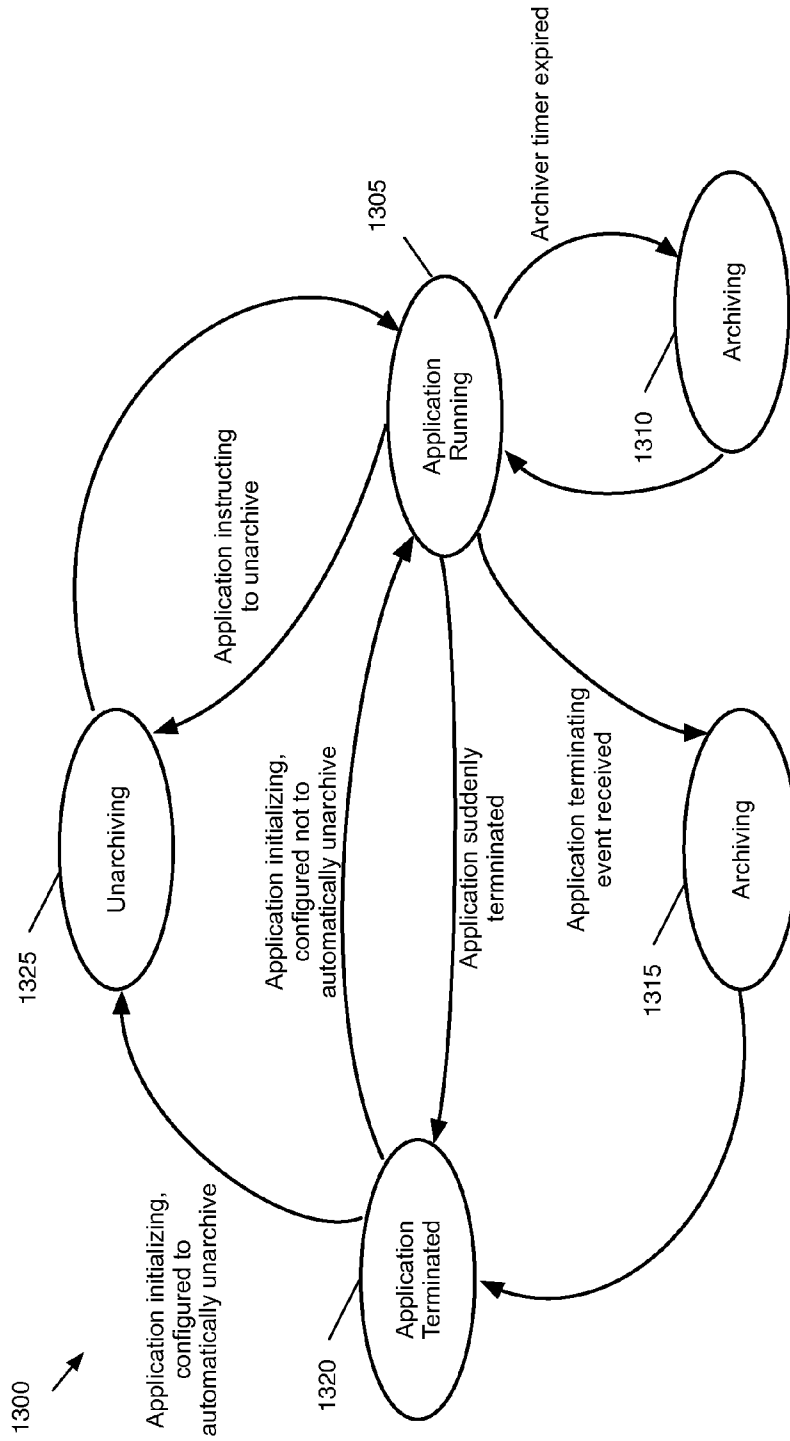 1300
Application initializing,
configured to
automatically unarchive
1325
Unarchiving
Application instructing
to unarchive
1320
Application
Terminated
Application initializing,
configured not to
automatically unarchive
Application suddenly
termninated
1305
Application
Running
Application terminating
event received
1315
Archiving
1310
Archiving
Archiver timer expired